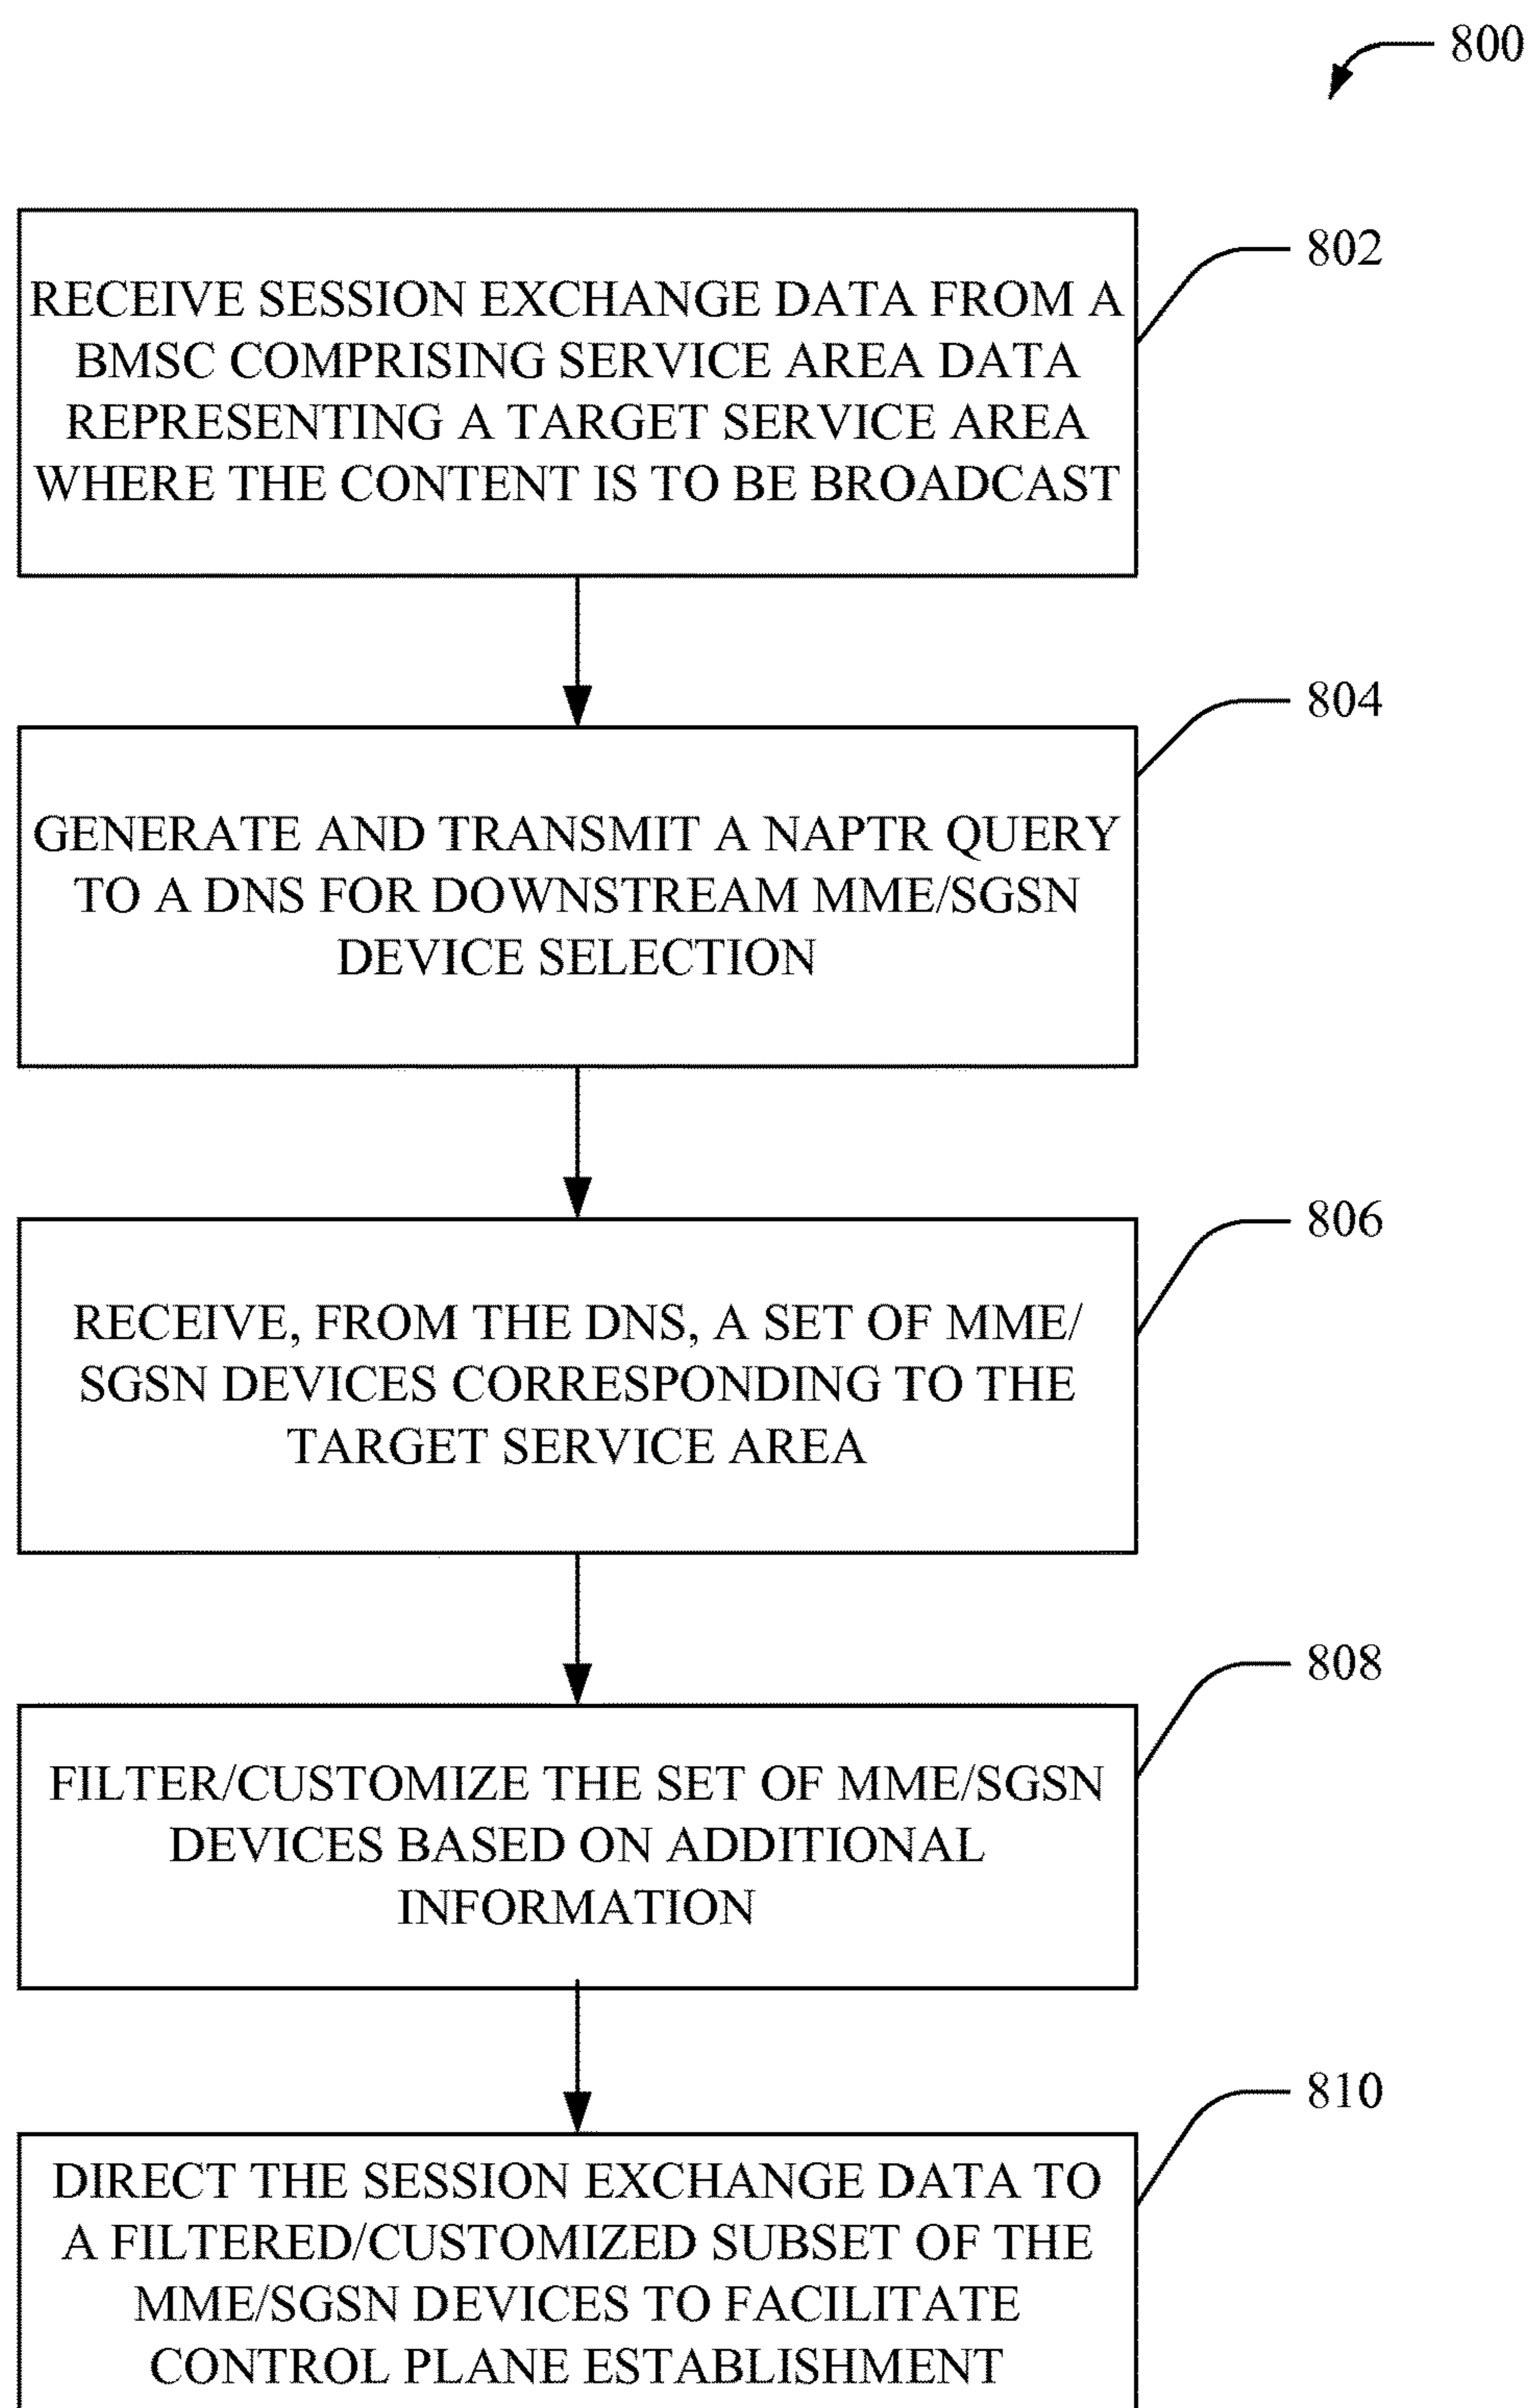 800
RECEIVE SESSION EXCHANGE DATA FROM A
BMSC COMPRISING SERVICE AREA DATA
REPRESENTING A TARGET SERVICE AREA
WHERE THE CONTENT IS TO BE BROADCAST
802
GENERATE AND TRANSMIT A NAPTR QUERY
TO A DNS FOR DOWNSTREAM MME/SGSN
DEVICE SELECTION
804
RECEIVE, FROM THE DNS, A SET OF MME/
SGSN DEVICES CORRESPONDING TO THE
TARGET SERVICE AREA
806
FILTER/CUSTOMIZE THE SET OF MME/SGSN
DEVICES BASED ON ADDITIONAL
INFORMATION
808
DIRECT THE SESSION EXCHANGE DATA TO
A FILTERED/CUSTOMIZED SUBSET OF THE
MME/SGSN DEVICES TO FACILITATE
CONTROL PLANE ESTABLISHMENT
810